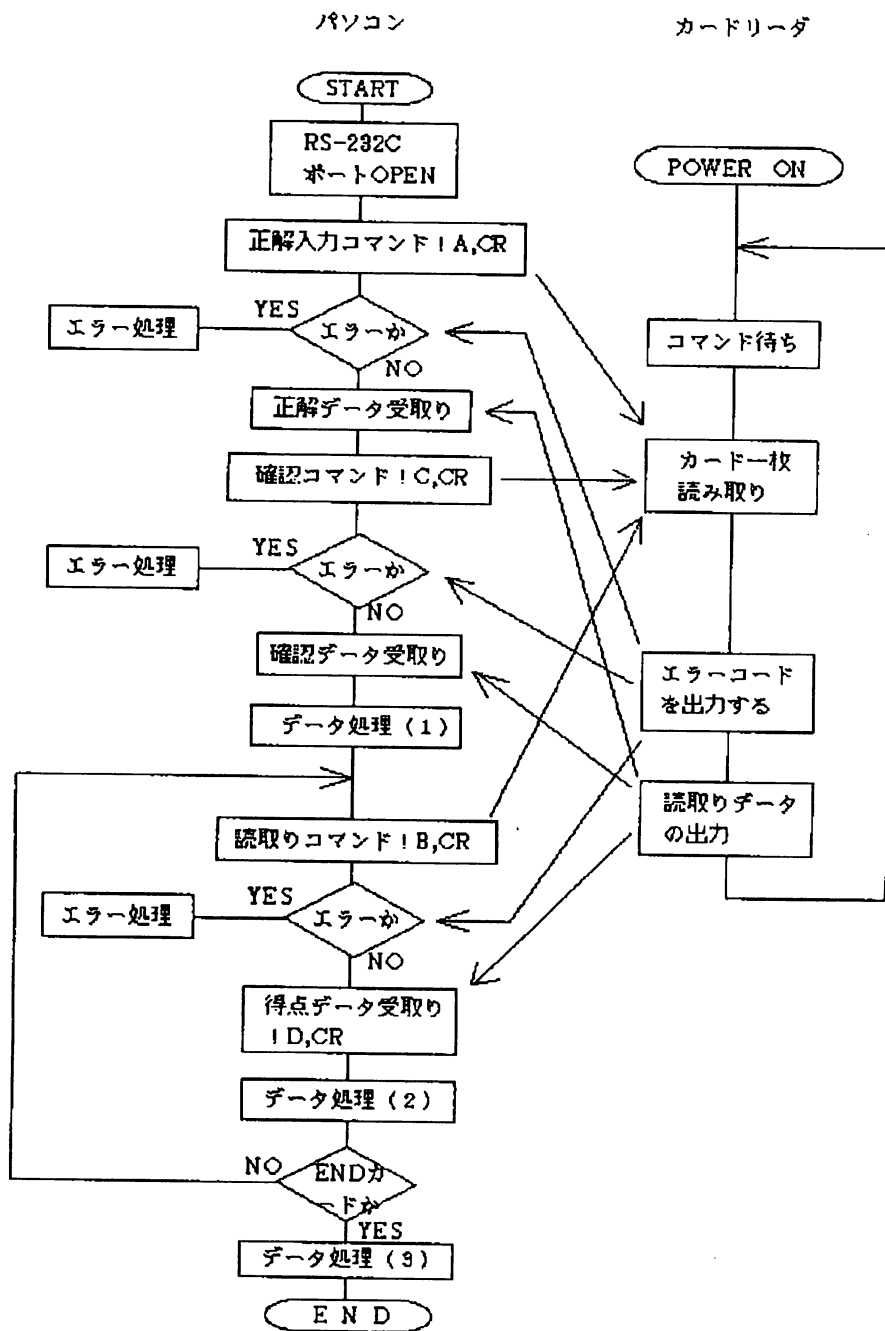 パソコン
カードリーダ
START
RS-232C
ポートOPEN
POWER ON
正解入力コマンド!A,CR
YES
エラー処理
エラーか
コマンド待ち
NO
正解データ受取り
カード一枚
読み取り
確認コマンド!C,CR
YES
エラー処理
エラーか
NO
確認データ受取り
エラーコード
を出力する
データ処理(1)
読取りデータ
の出力
読取りコマンド!B,CR
YES
エラー処理
エラーか
NO
得点データ受取り
!D,CR
データ処理(2)
NO
ENDカ
ードか
YES
データ処理(3)
END